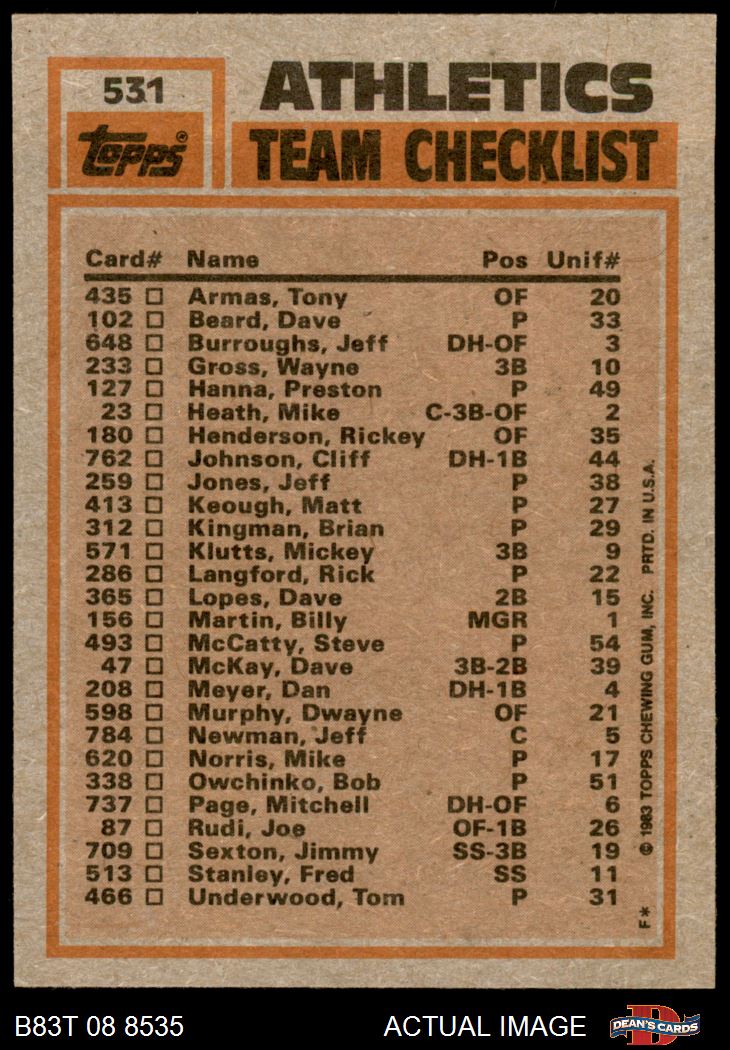 531
ATHLETICS
Topps®
TEAM CHECKLIST
Card# Name Pos Unif#
435 Armas, Tony OF 20
102 Beard, Dave P 33
648 Burroughs, Jeff DH-OF 3
233 Gross, Wayne 3B 10
127 Hanna, Preston P 49
23 Heath, Mike C-3B-OF 2
180 Henderson, Rickey OF 35
762 Johnson, Cliff DH-1B 44
259 Jones, Jeff P 38
413 Keough, Matt P 27
312 Kingman, Brian P 29
571 Klutts, Mickey 3B 9
286 Langford, Rick P 22
365 Lopes, Dave 2B 15
156 Martin, Billy MGR 1
493 McCatty, Steve P 54
47 McKay, Dave 3B-2B 39
208 Meyer, Dan DH-1B 4
598 Murphy, Dwayne OF 21
784 Newman, Jeff C 5
620 Norris, Mike P 17
338 Owchinko, Bob P 51
737 Page, Mitchell DH-OF 6
87 Rudi, Joe OF-1B 26
709 Sexton, Jimmy SS-3B 19
513 Stanley, Fred SS 11
466 Underwood, Tom P 31
F* © 1983 TOPPS CHEWING GUM, INC. PRTD. IN U.S.A.
B83T 08 8535 ACTUAL IMAGE
DEAN'S CARDS